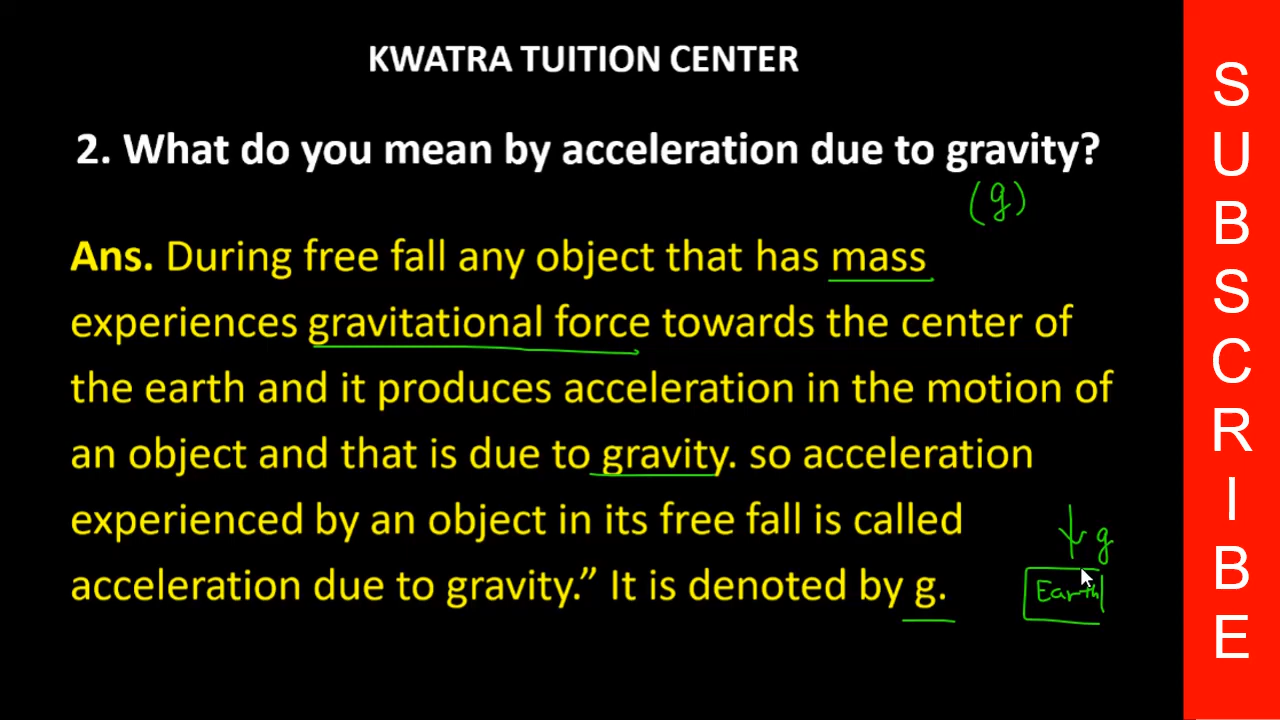 KWATRA TUITION CENTER
2. What do you mean by acceleration due to gravity?
(g)
Ans. During free fall any object that has mass
experiences gravitational force towards the center of
the earth and it produces acceleration in the motion of
an object and that is due to gravity. so acceleration
experienced by an object in its free fall is called
acceleration due to gravity.” It is denoted by g.
g
Earth
SUBSCRIBE